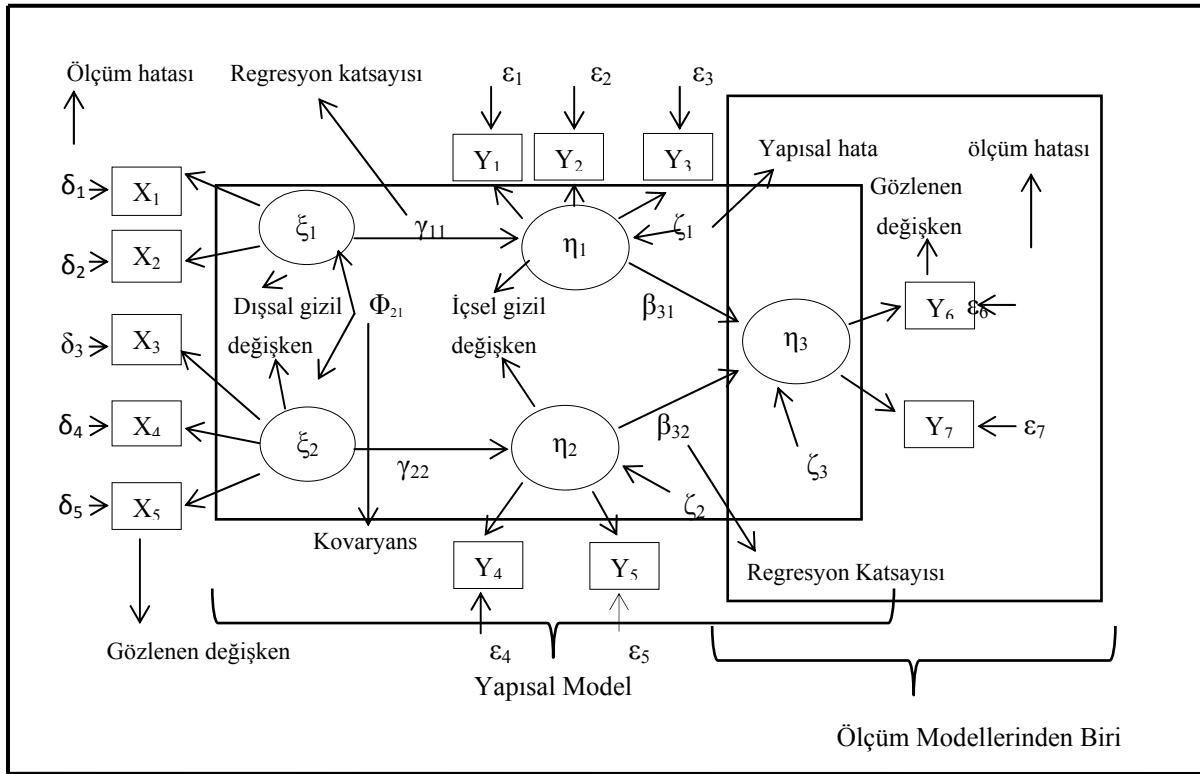 Ölçüm hatası
Regresyon katsayısı
ε1
ε2
ε3
Y1
Y2
Y3
Yapısal hata
ölçüm hatası
Gözlenen
değişken
δ1
X1
ξ1
γ11
η1
ζ1
δ2
X2
Dışsal gizil
değişken
Φ21
İçsel gizil
değişken
β31
η3
Y6
ε6
δ3
X3
δ4
X4
ξ2
γ22
η2
β32
ζ3
Y7
ε7
δ5
X5
ζ2
Kovaryans
Y4
Y5
Regresyon Katsayısı
Gözlenen değişken
ε4
ε5
Yapısal Model
Ölçüm Modellerinden Biri